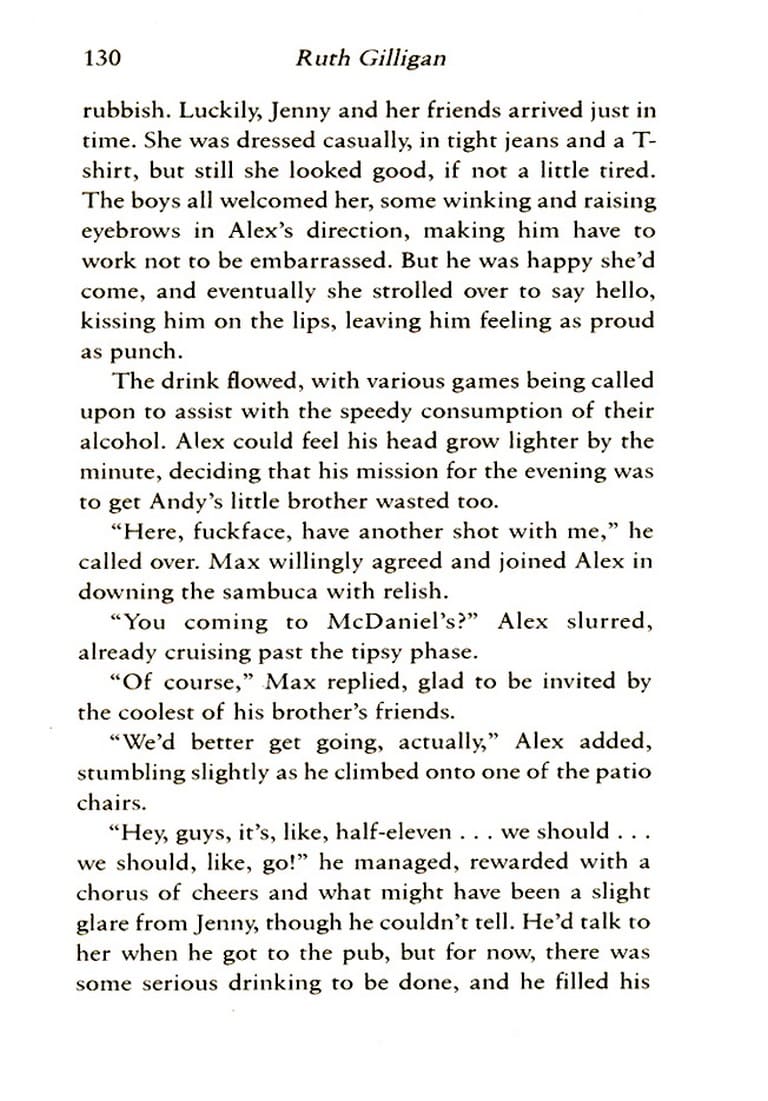 130 Ruth Gilligan
rubbish. Luckily, Jenny and her friends arrived just in
time. She was dressed casually, in tight jeans and a T-
shirt, but still she looked good, if not a little tired.
The boys all welcomed her, some winking and raising
eyebrows in Alex’s direction, making him have to
work not to be embarrassed. But he was happy she’d
come, and eventually she strolled over to say hello,
kissing him on the lips, leaving him feeling as proud
as punch.
The drink flowed, with various games being called
upon to assist with the speedy consumption of their
alcohol. Alex could feel his head grow lighter by the
minute, deciding that his mission for the evening was
to get Andy’s little brother wasted too.
“Here, fuckface, have another shot with me,” he
called over. Max willingly agreed and joined Alex in
downing the sambuca with relish.
“You coming to McDaniel’s?” Alex slurred,
already cruising past the tipsy phase.
“Of course,” Max replied, glad to be invited by
the coolest of his brother’s friends.
“We’d better get going, actually,” Alex added,
stumbling slightly as he climbed onto one of the patio
chairs.
“Hey, guys, it’s, like, half-eleven . . . we should . . .
we should, like, go!” he managed, rewarded with a
chorus of cheers and what might have been a slight
glare from Jenny, though he couldn’t tell. He’d talk to
her when he got to the pub, but for now, there was
some serious drinking to be done, and he filled his